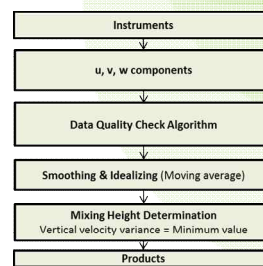 Instruments
u, v, w components
Data Quality Check Algorithm
Smoothing & Idealizing (Moving average)
Mixing Height Determination
Vertical velocity variance = Minimum value
Products